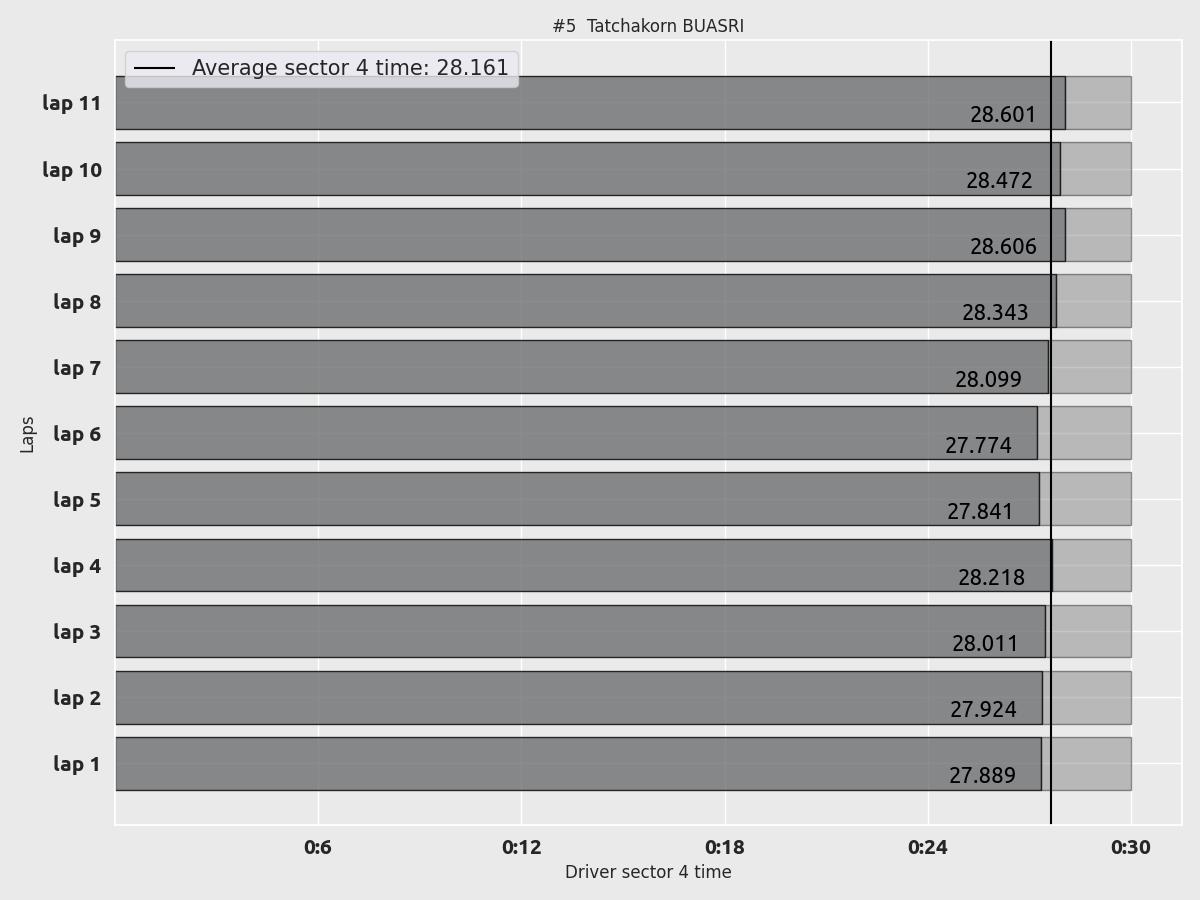 #5  Tatchakorn BUASRI
Average sector 4 time: 28.161
lap 11
28.601
lap 10
28.472
lap 9
28.606
lap 8
28.343
lap 7
28.099
lap 6
27.774
lap 5
27.841
lap 4
28.218
lap 3
28.011
lap 2
27.924
lap 1
27.889
Laps
0:6
0:12
0:18
0:24
0:30
Driver sector 4 time